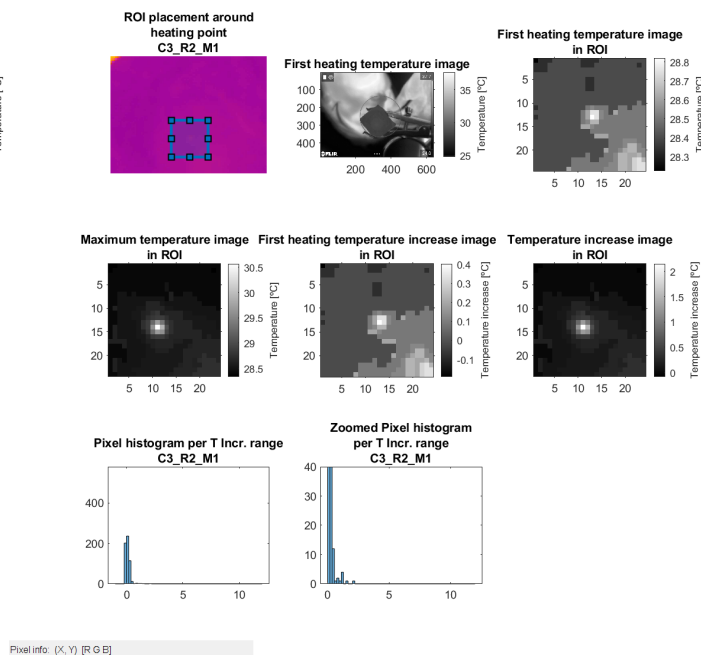 ROI placement around
heating point
C3_R2_M1
First heating temperature image
100
200
300
400
200 400 600
FLIR
35
30
25
Temperature [ºC]
First heating temperature image
in ROI
5
10
15
20
5 10 15 20
28.8
28.7
28.6
28.5
28.4
28.3
Temperature [ºC]
Maximum temperature image
in ROI
5
10
15
20
5 10 15 20
30.5
30
29.5
29
28.5
Temperature [ºC]
First heating temperature increase image
in ROI
5
10
15
20
5 10 15 20
0.4
0.3
0.2
0.1
0
-0.1
Temperature increase [ºC]
Temperature increase image
in ROI
5
10
15
20
5 10 15 20
2
1.5
1
0.5
0
Temperature increase [ºC]
Pixel histogram per T Incr. range
C3_R2_M1
400
200
0
0 5 10
Zoomed Pixel histogram
per T Incr. range
C3_R2_M1
40
30
20
10
0
0 5 10
Pixel info: (X, Y) [R G B]